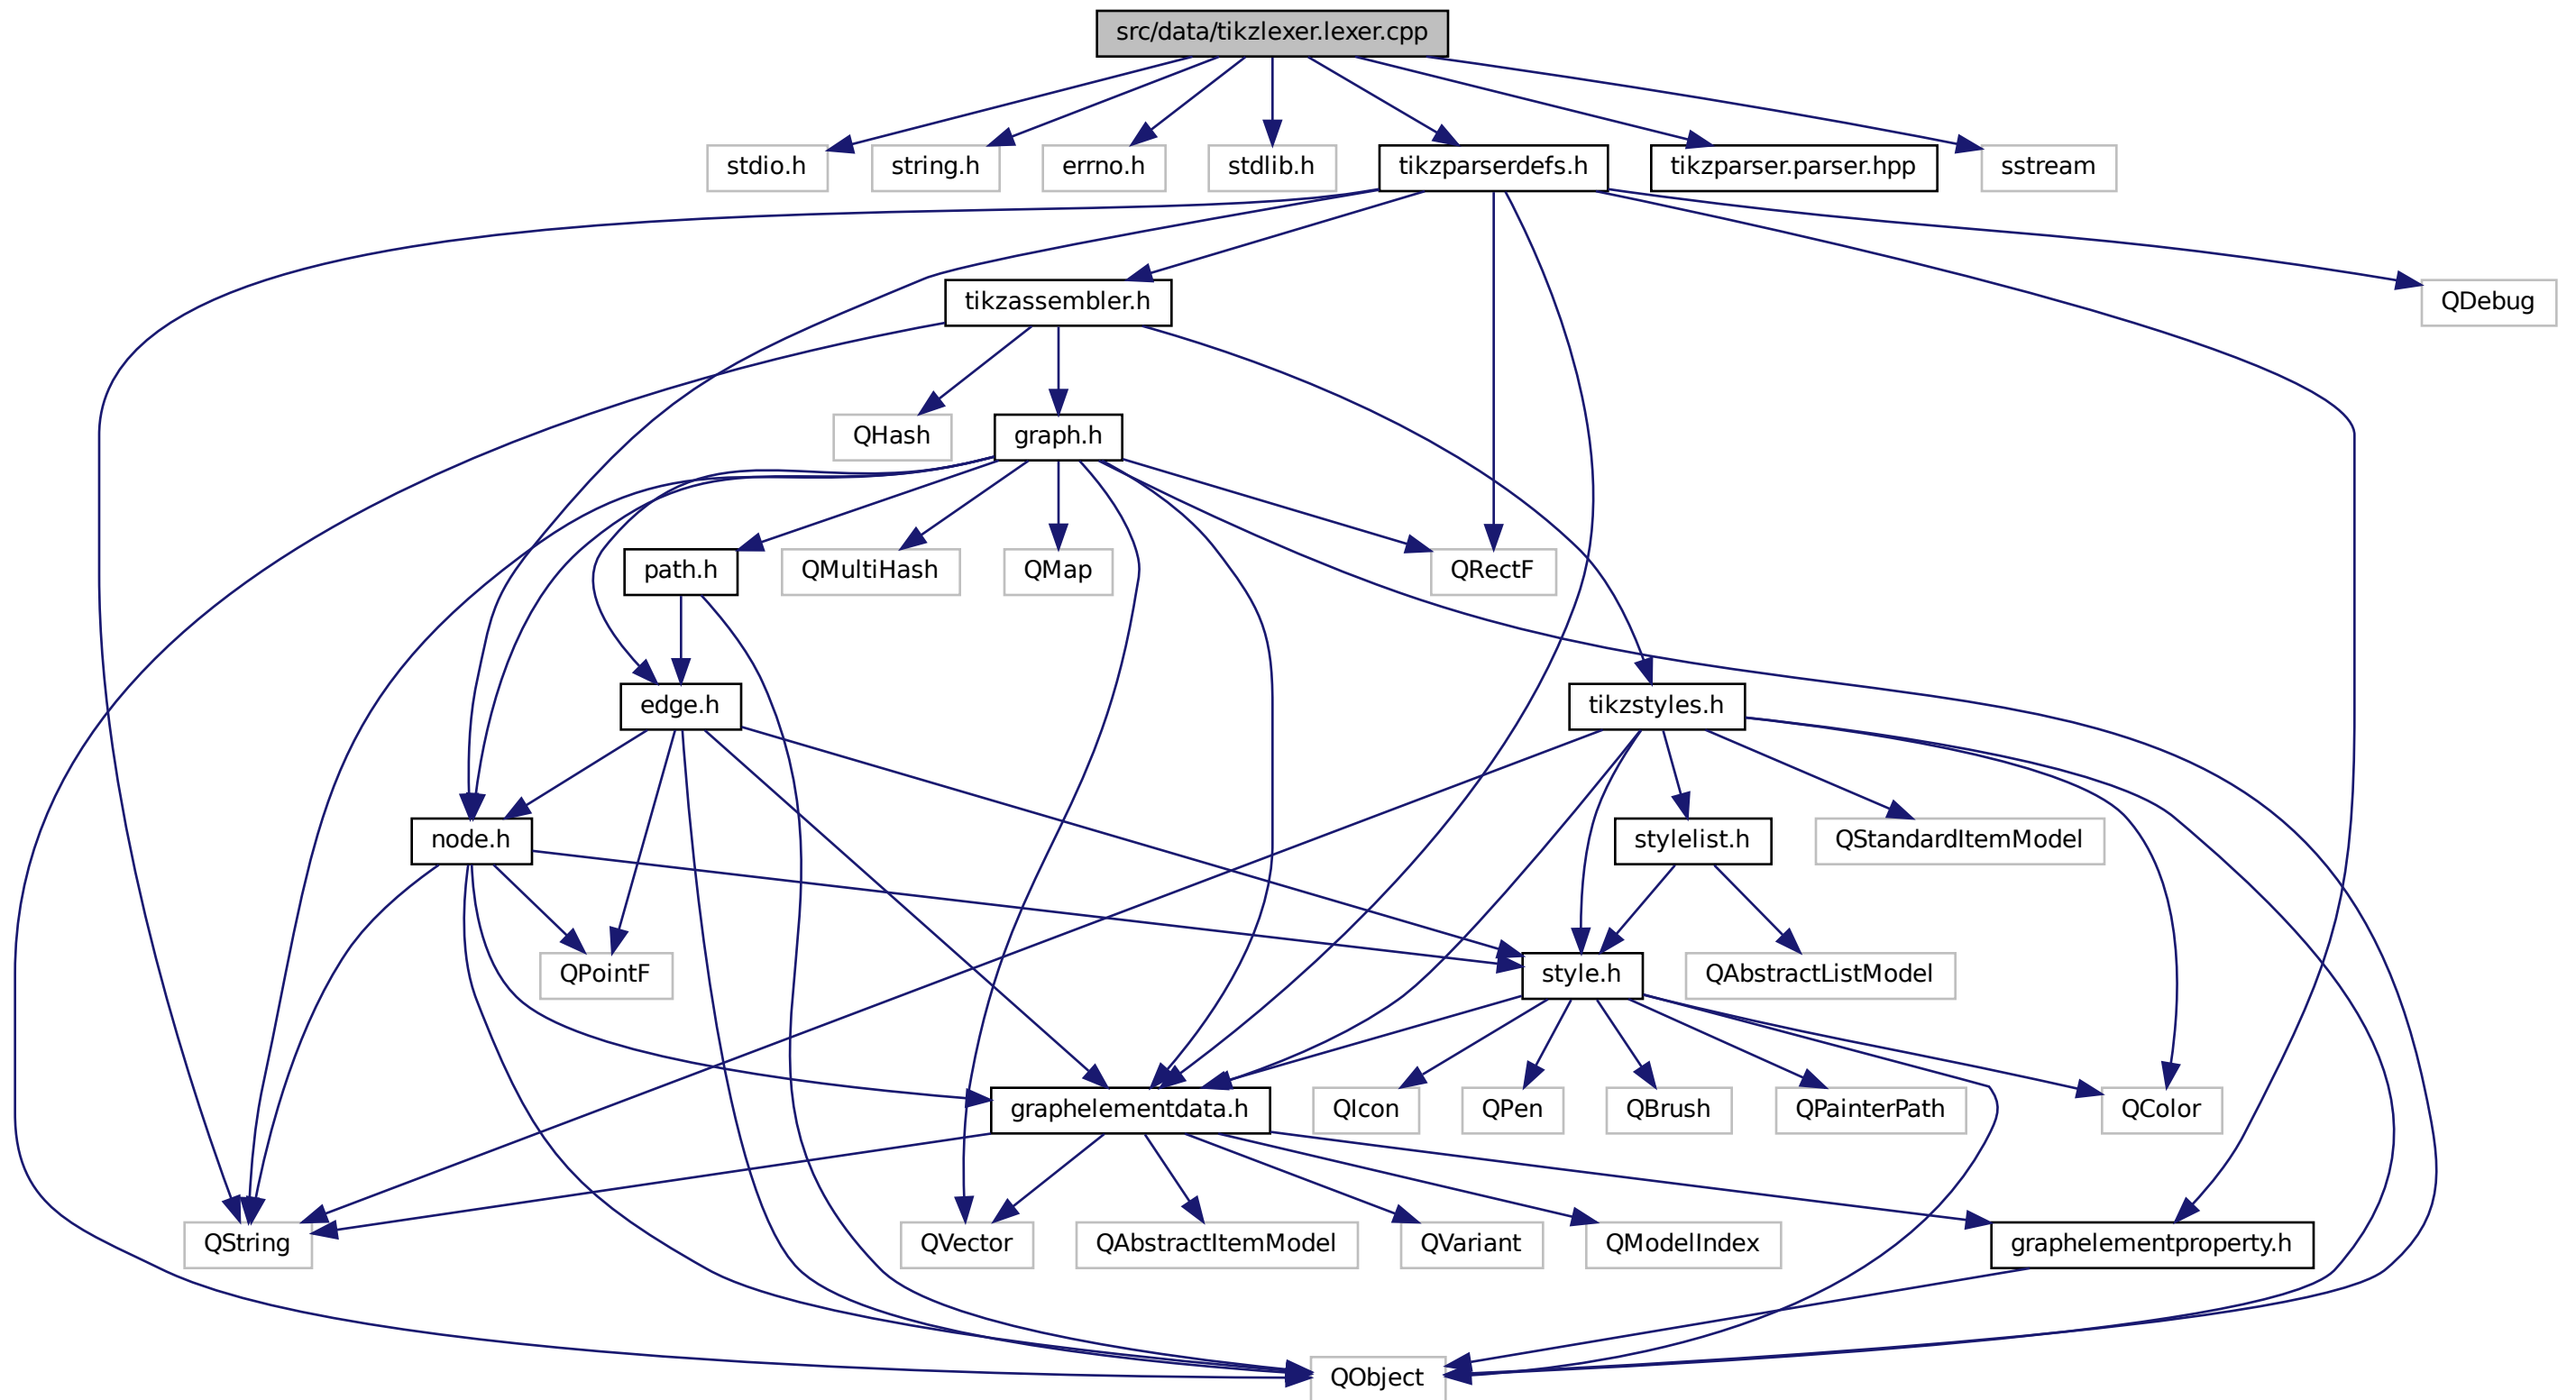 src/data/tikzlexer.lexer.cpp
stdio.h
string.h
errno.h
stdlib.h
tikzparserdefs.h
tikzparser.parser.hpp
sstream
tikzassembler.h
QDebug
QHash
graph.h
path.h
QMultiHash
QMap
QRectF
edge.h
tikzstyles.h
node.h
stylelist.h
QStandardItemModel
QPointF
style.h
QAbstractListModel
graphelementdata.h
QIcon
QPen
QBrush
QPainterPath
QColor
QString
QVector
QAbstractItemModel
QVariant
QModelIndex
graphelementproperty.h
QObject